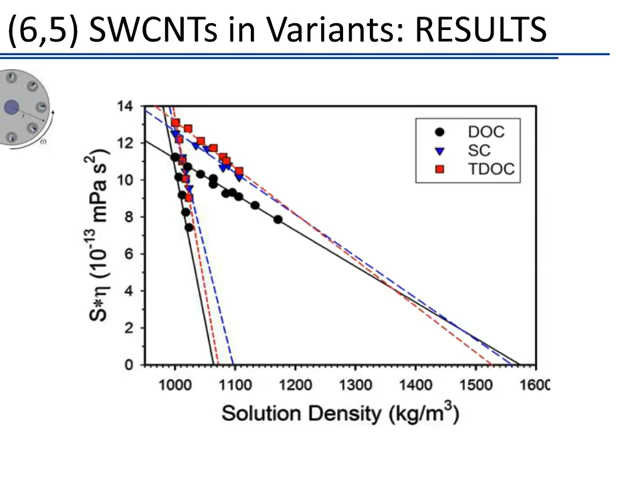 (6,5) SWCNTs in Variants: RESULTS
14
12
10
8
6
4
2
0
S*η (10⁻¹³ mPa s²)
DOC
SC
TDOC
1000 1100 1200 1300 1400 1500 1600
Solution Density (kg/m³)
r
ω